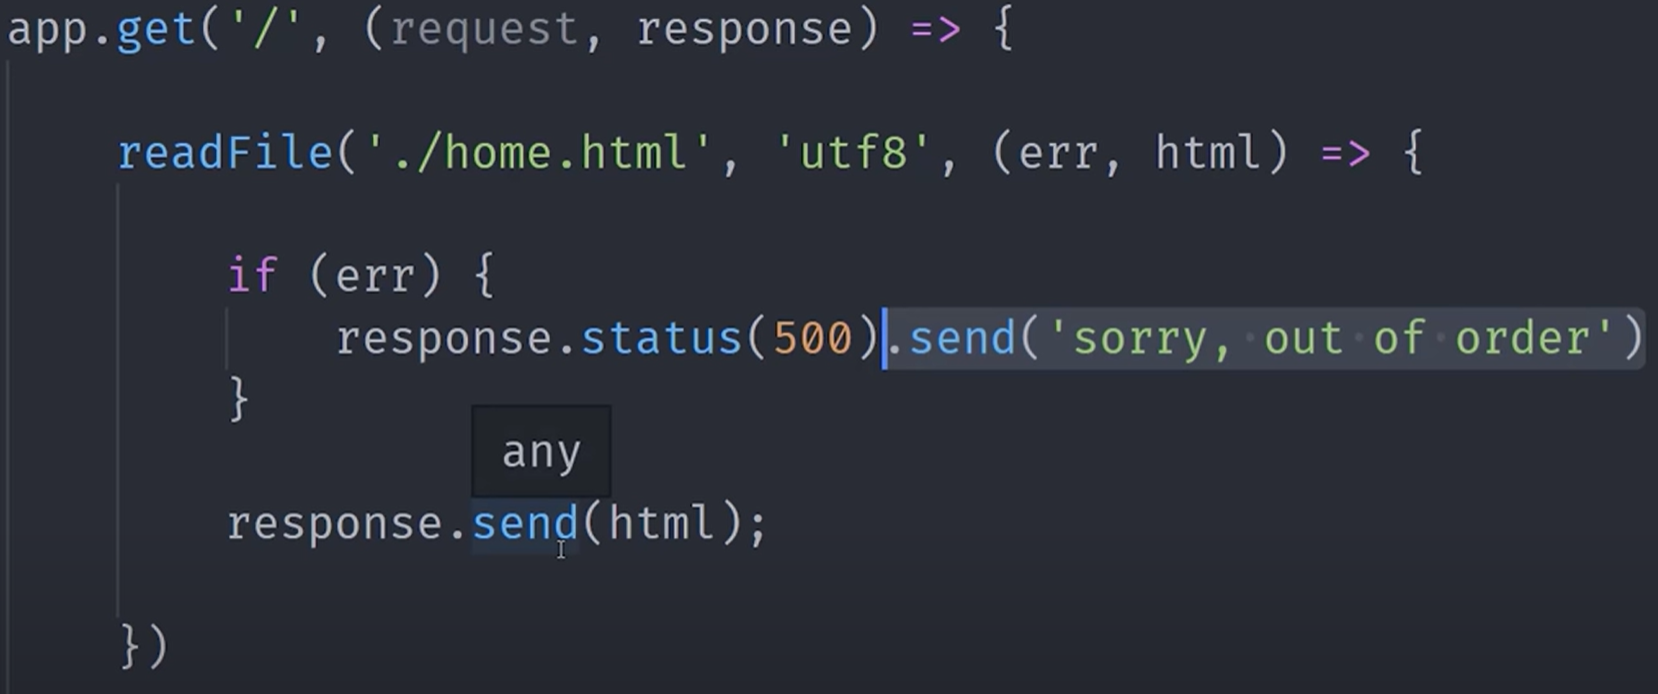 app.get('/', (request, response) => {
readFile('./home.html', 'utf8', (err, html) => {
if (err) {
response.status(500).send('sorry, out of order')
}
any
response.send(html);
})